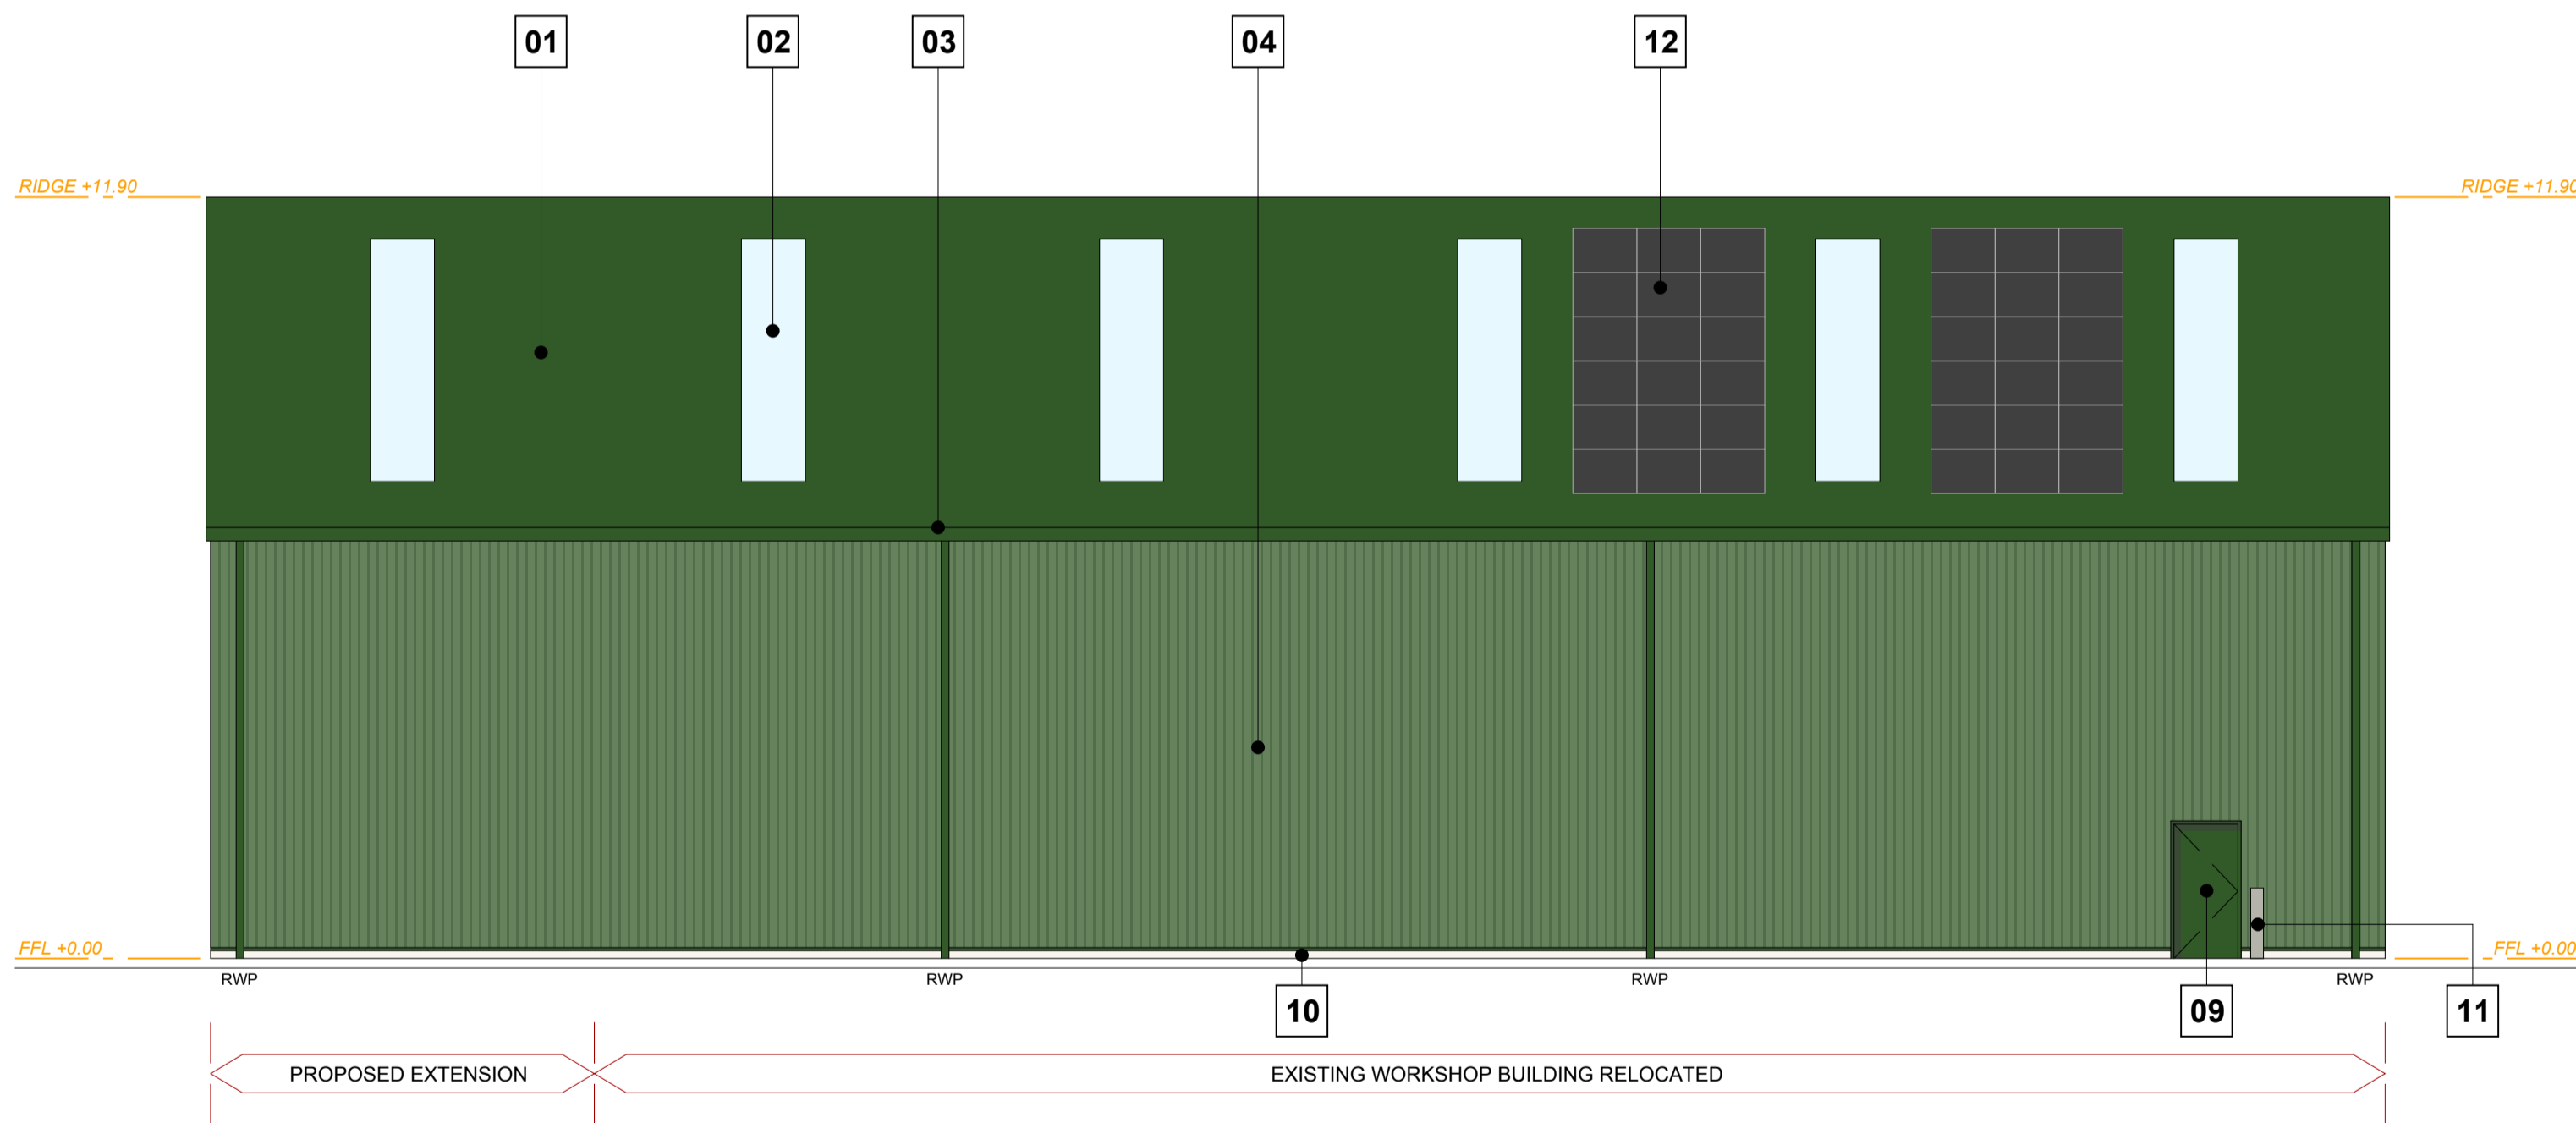 01 02 03 04 12
RIDGE +11.90 RIDGE +11.90
FFL +0.00 FFL +0.00
RWP RWP RWP RWP
10 09 11
PROPOSED EXTENSION EXISTING WORKSHOP BUILDING RELOCATED